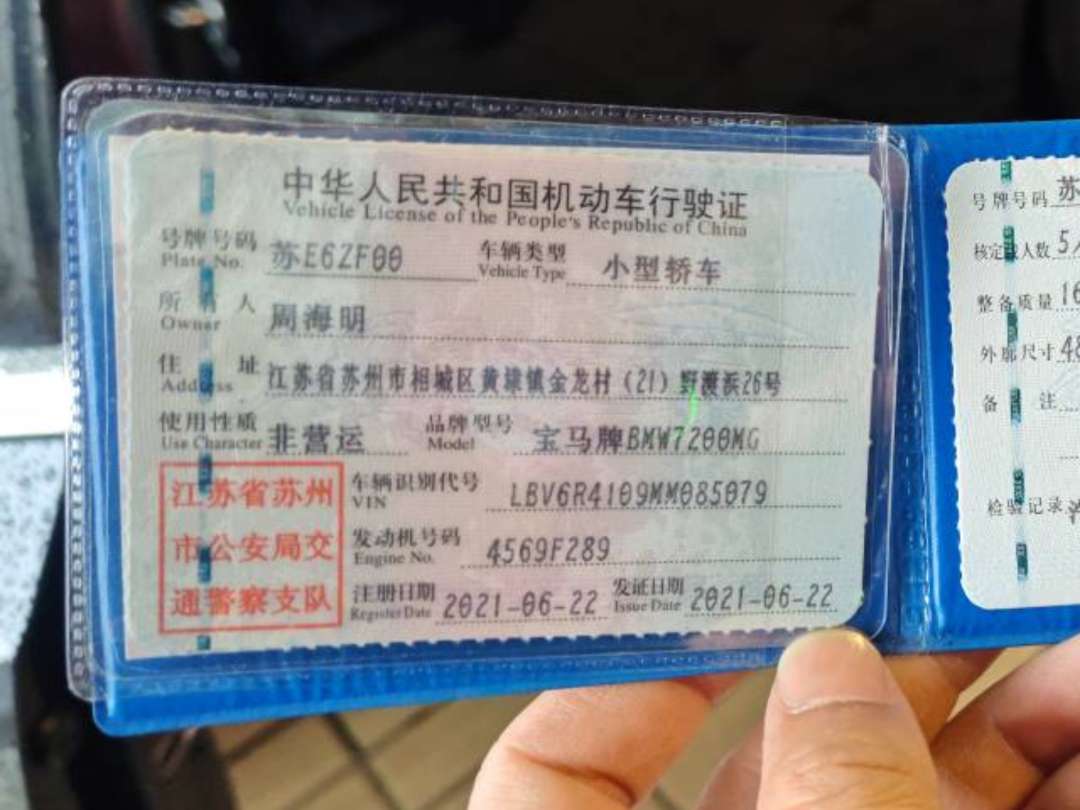 中华人民共和国机动车行驶证
Vehicle License of the People's Republic of China
号牌号码 苏E6ZF00 车辆类型 小型轿车
Plate No. Vehicle Type
所有人 周海明
Owner
住址 江苏省苏州市相城区黄埭镇金龙村（21）野渡浜26号
Address
使用性质 非营运 品牌型号 宝马牌BMW7200MG
Use Character Model
江苏省苏州
市公安局交
通警察支队
车辆识别代号 LBV6R4109MM085079
VIN
发动机号码 4569F289
Engine No.
注册日期 2021-06-22 发证日期 2021-06-22
Register Date Issue Date
号牌号码 苏
核定载人数 5
整备质量 16
外廓尺寸 48
备注
检验记录